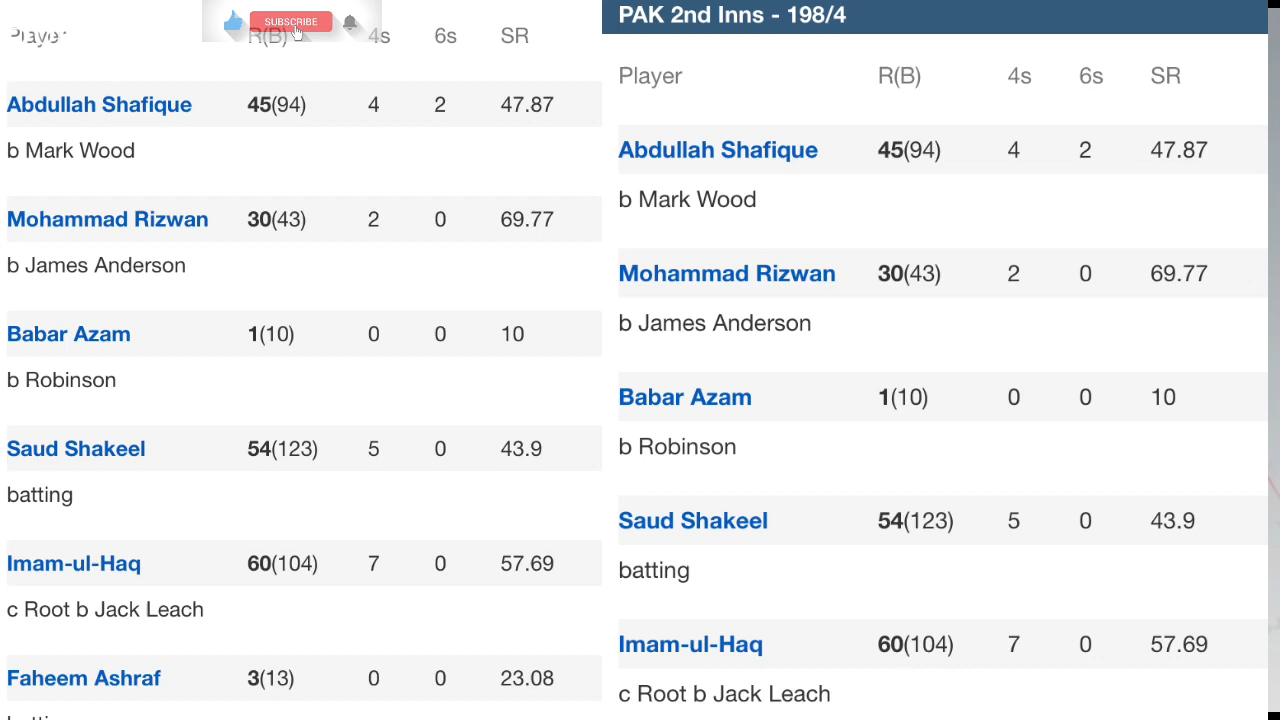 SUBSCRIBE
Player R(B) 4s 6s SR
Abdullah Shafique 45(94) 4 2 47.87
b Mark Wood
Mohammad Rizwan 30(43) 2 0 69.77
b James Anderson
Babar Azam 1(10) 0 0 10
b Robinson
Saud Shakeel 54(123) 5 0 43.9
batting
Imam-ul-Haq 60(104) 7 0 57.69
c Root b Jack Leach
Faheem Ashraf 3(13) 0 0 23.08
PAK 2nd Inns - 198/4
Player R(B) 4s 6s SR
Abdullah Shafique 45(94) 4 2 47.87
b Mark Wood
Mohammad Rizwan 30(43) 2 0 69.77
b James Anderson
Babar Azam 1(10) 0 0 10
b Robinson
Saud Shakeel 54(123) 5 0 43.9
batting
Imam-ul-Haq 60(104) 7 0 57.69
c Root b Jack Leach